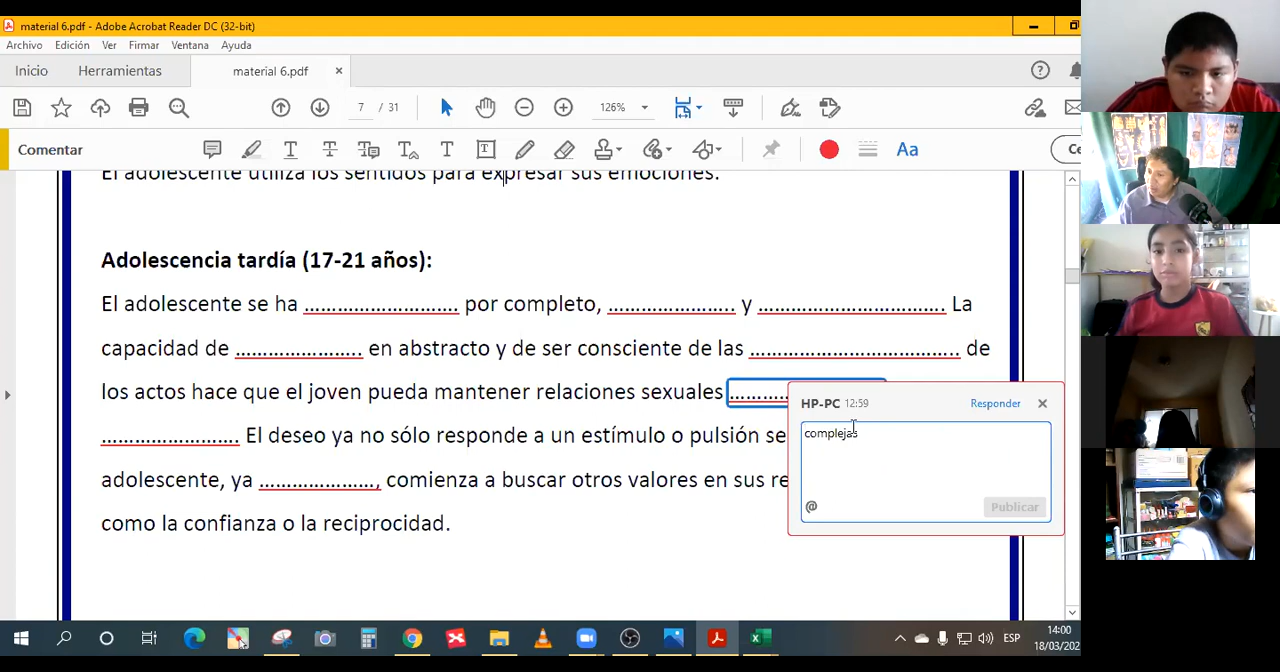 material 6.pdf - Adobe Acrobat Reader DC (32-bit)
Archivo Edición Ver Firmar Ventana Ayuda
Inicio Herramientas material 6.pdf ×
7 / 31 126%
Comentar Aa
El adolescente utiliza los sentidos para expresar sus emociones.
Adolescencia tardía (17-21 años):
El adolescente se ha ............................ por completo, ....................... y .................................. La
capacidad de ....................... en abstracto y de ser consciente de las ...................................... de
los actos hace que el joven pueda mantener relaciones sexuales ...........
......................... El deseo ya no sólo responde a un estímulo o pulsión se
adolescente, ya ....................., comienza a buscar otros valores en sus re
como la confianza o la reciprocidad.
HP-PC 12:59 Responder ×
complejas
@ Publicar
ESP
14:00
18/03/202